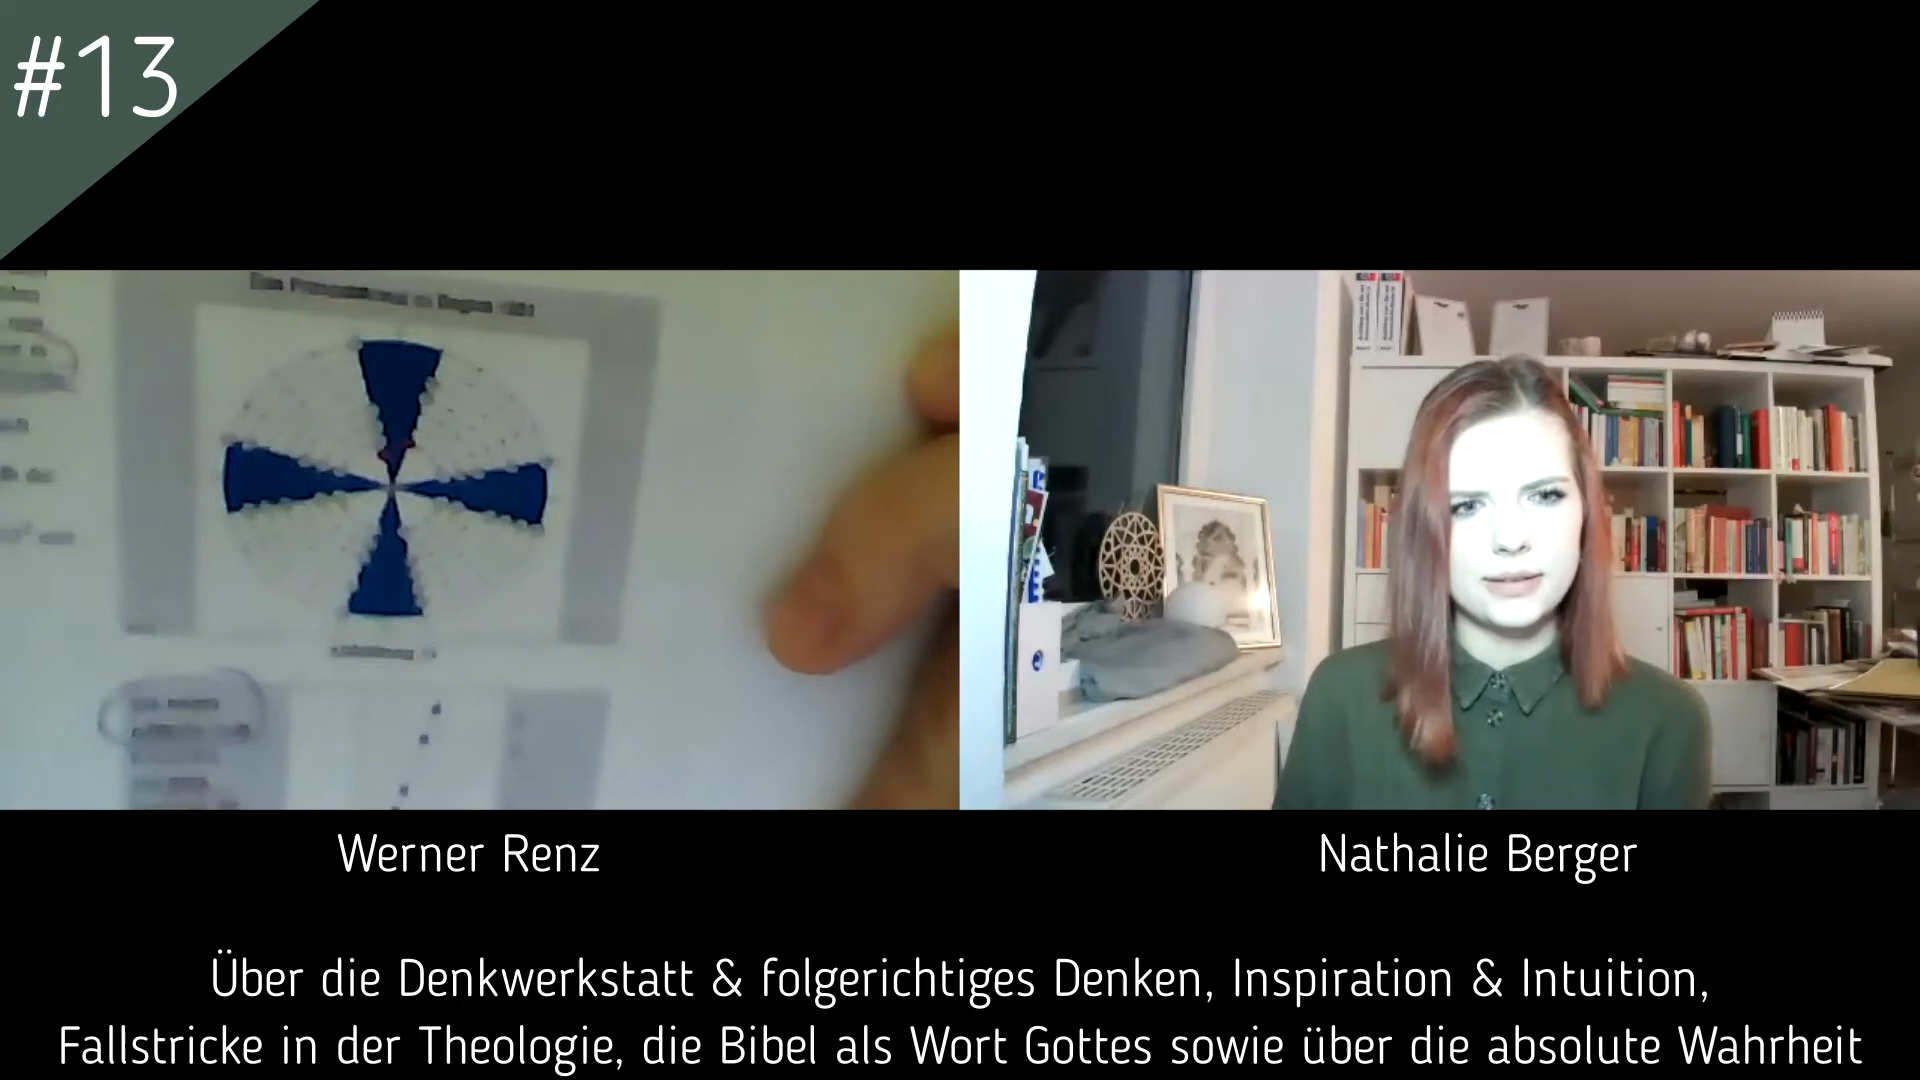 #13
Werner Renz
Nathalie Berger
Über die Denkwerkstatt & folgerichtiges Denken, Inspiration & Intuition,
Fallstricke in der Theologie, die Bibel als Wort Gottes sowie über die absolute Wahrheit